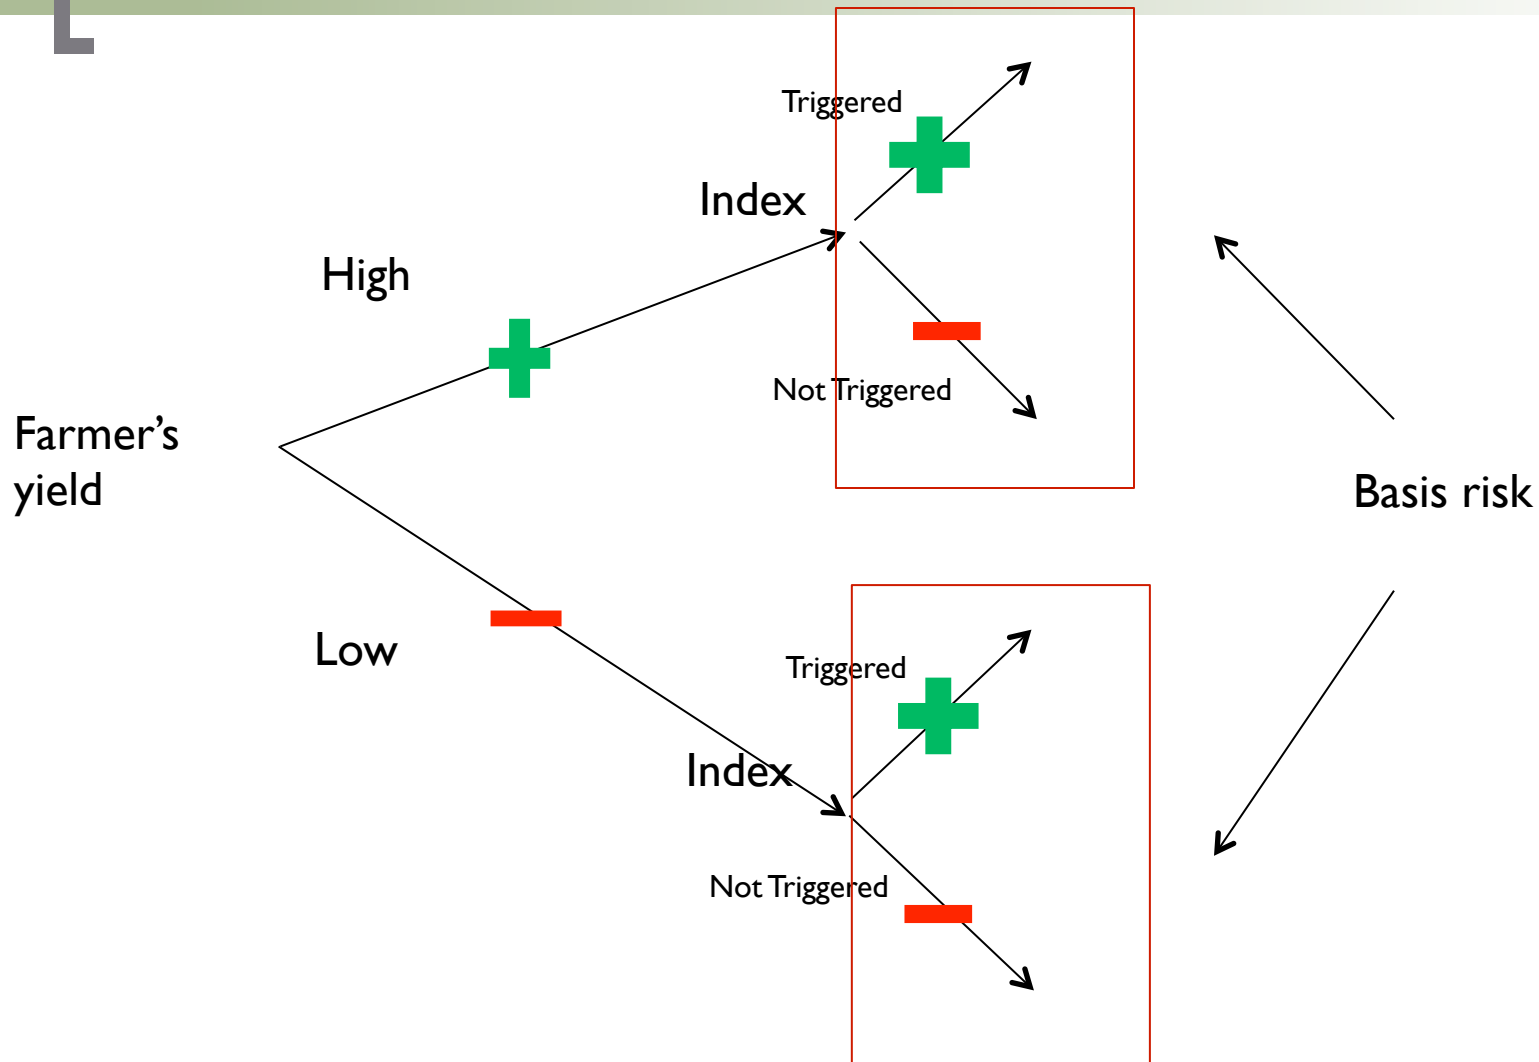 Triggered
Index
High
Not Triggered
Farmer’s
yield
Basis risk
Low
Triggered
Index
Not Triggered